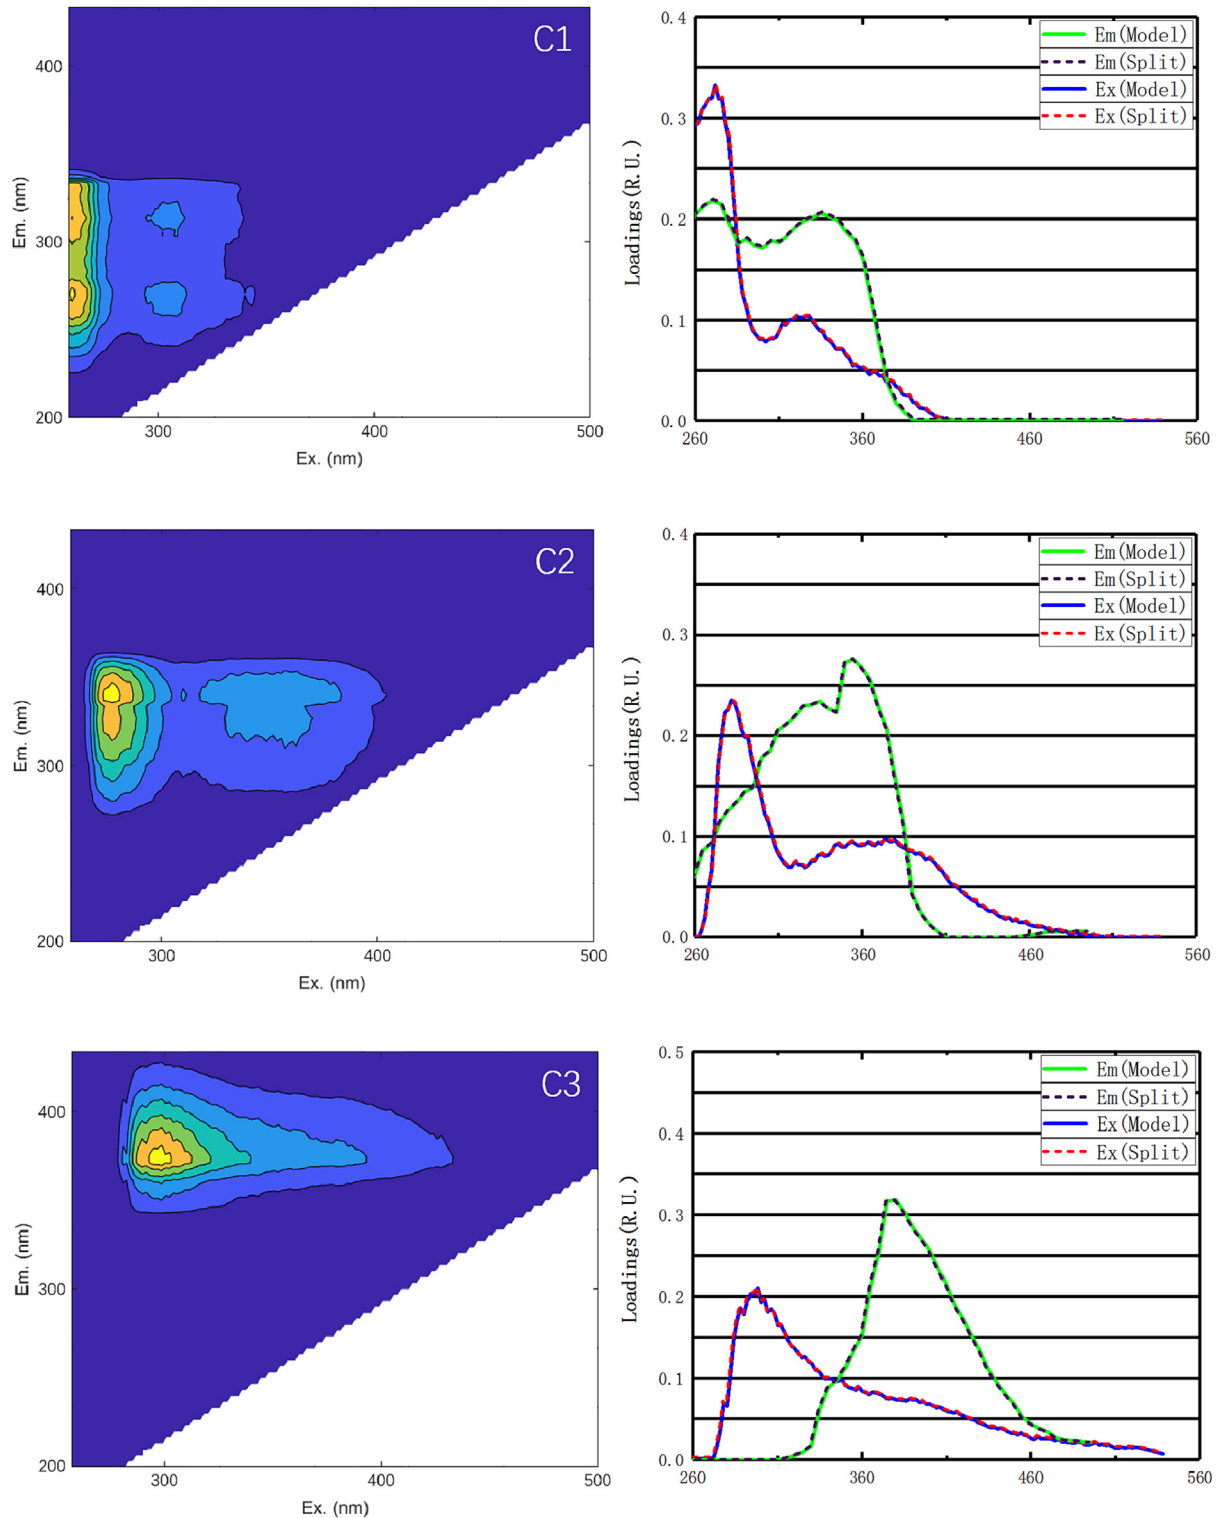 C1
400
300
200
300
400
500
Em. (nm)
Ex. (nm)
0.4
0.3
0.2
0.1
0.0
260
360
460
560
Loadings(R.U.)
Em(Model)
Em(Split)
Ex(Model)
Ex(Split)
C2
400
300
200
300
400
500
Em. (nm)
Ex. (nm)
0.4
0.3
0.2
0.1
0.0
260
360
460
560
Loadings(R.U.)
Em(Model)
Em(Split)
Ex(Model)
Ex(Split)
C3
400
300
200
300
400
500
Em. (nm)
Ex. (nm)
0.5
0.4
0.3
0.2
0.1
0.0
260
360
460
560
Loadings(R.U.)
Em(Model)
Em(Split)
Ex(Model)
Ex(Split)